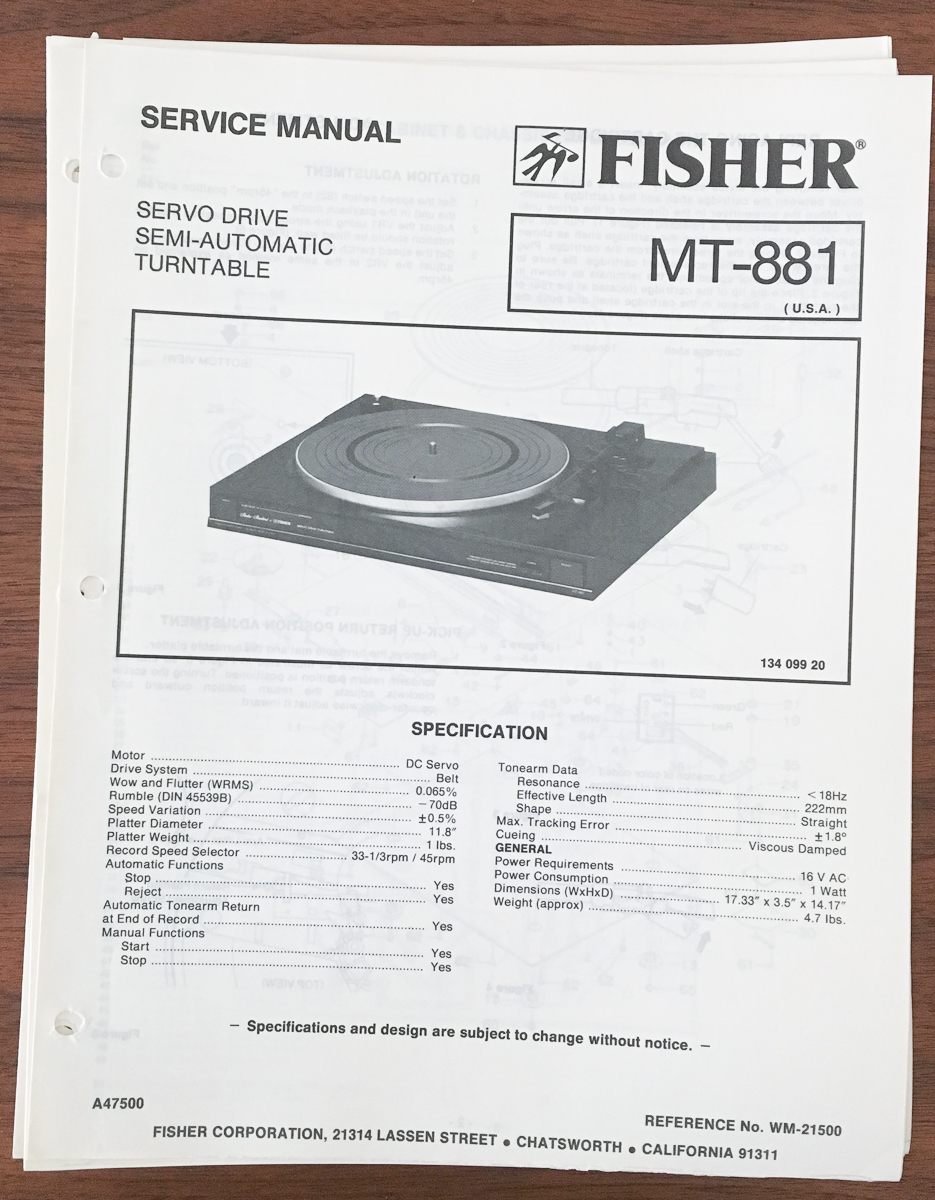 SERVICE MANUAL
FISHER®
SERVO DRIVE
SEMI-AUTOMATIC
TURNTABLE
MT-881
( U.S.A. )
134 099 20
SPECIFICATION
Motor ........ DC Servo
Drive System ........ Belt
Wow and Flutter (WRMS) ........ 0.065%
Rumble (DIN 45539B) ........ −70dB
Speed Variation ........ ±0.5%
Platter Diameter ........ 11.8″
Platter Weight ........ 1 lbs.
Record Speed Selector ........ 33-1/3rpm / 45rpm
Automatic Functions
Stop ........ Yes
Reject ........ Yes
Automatic Tonearm Return
at End of Record ........ Yes
Manual Functions
Start ........ Yes
Stop ........ Yes
Tonearm Data
Resonance ........ <18Hz
Effective Length ........ 222mm
Shape ........ Straight
Max. Tracking Error ........ ±1.8º
Cueing ........ Viscous Damped
GENERAL
Power Requirements ........ 16 V AC
Power Consumption ........ 1 Watt
Dimensions (WxHxD) ........ 17.33″ x 3.5″ x 14.17″
Weight (approx) ........ 4.7 lbs.
– Specifications and design are subject to change without notice. –
A47500
REFERENCE No. WM-21500
FISHER CORPORATION, 21314 LASSEN STREET ● CHATSWORTH ● CALIFORNIA 91311